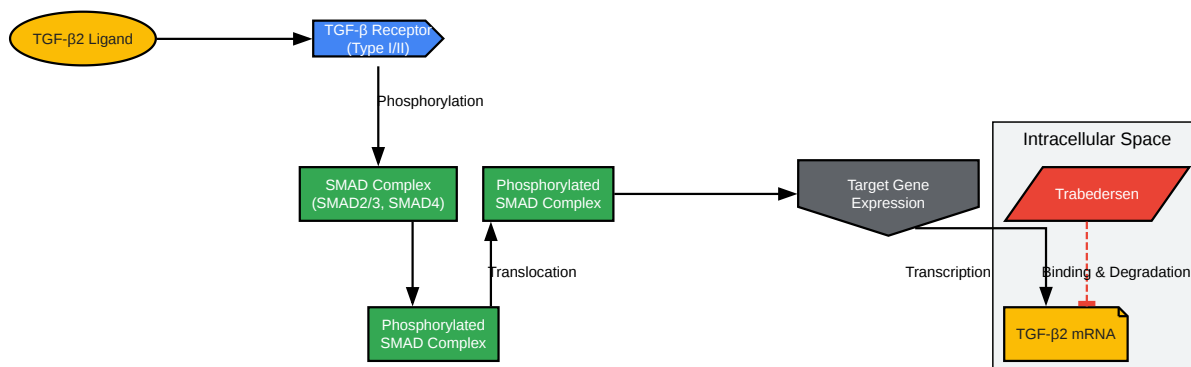 TGF-β2 Ligand
TGF-β Receptor
(Type I/II)
Phosphorylation
Intracellular Space
SMAD Complex
(SMAD2/3, SMAD4)
Phosphorylated
SMAD Complex
Target Gene
Expression
Trabedersen
Translocation
Transcription
Binding & Degradation
Phosphorylated
SMAD Complex
TGF-β2 mRNA